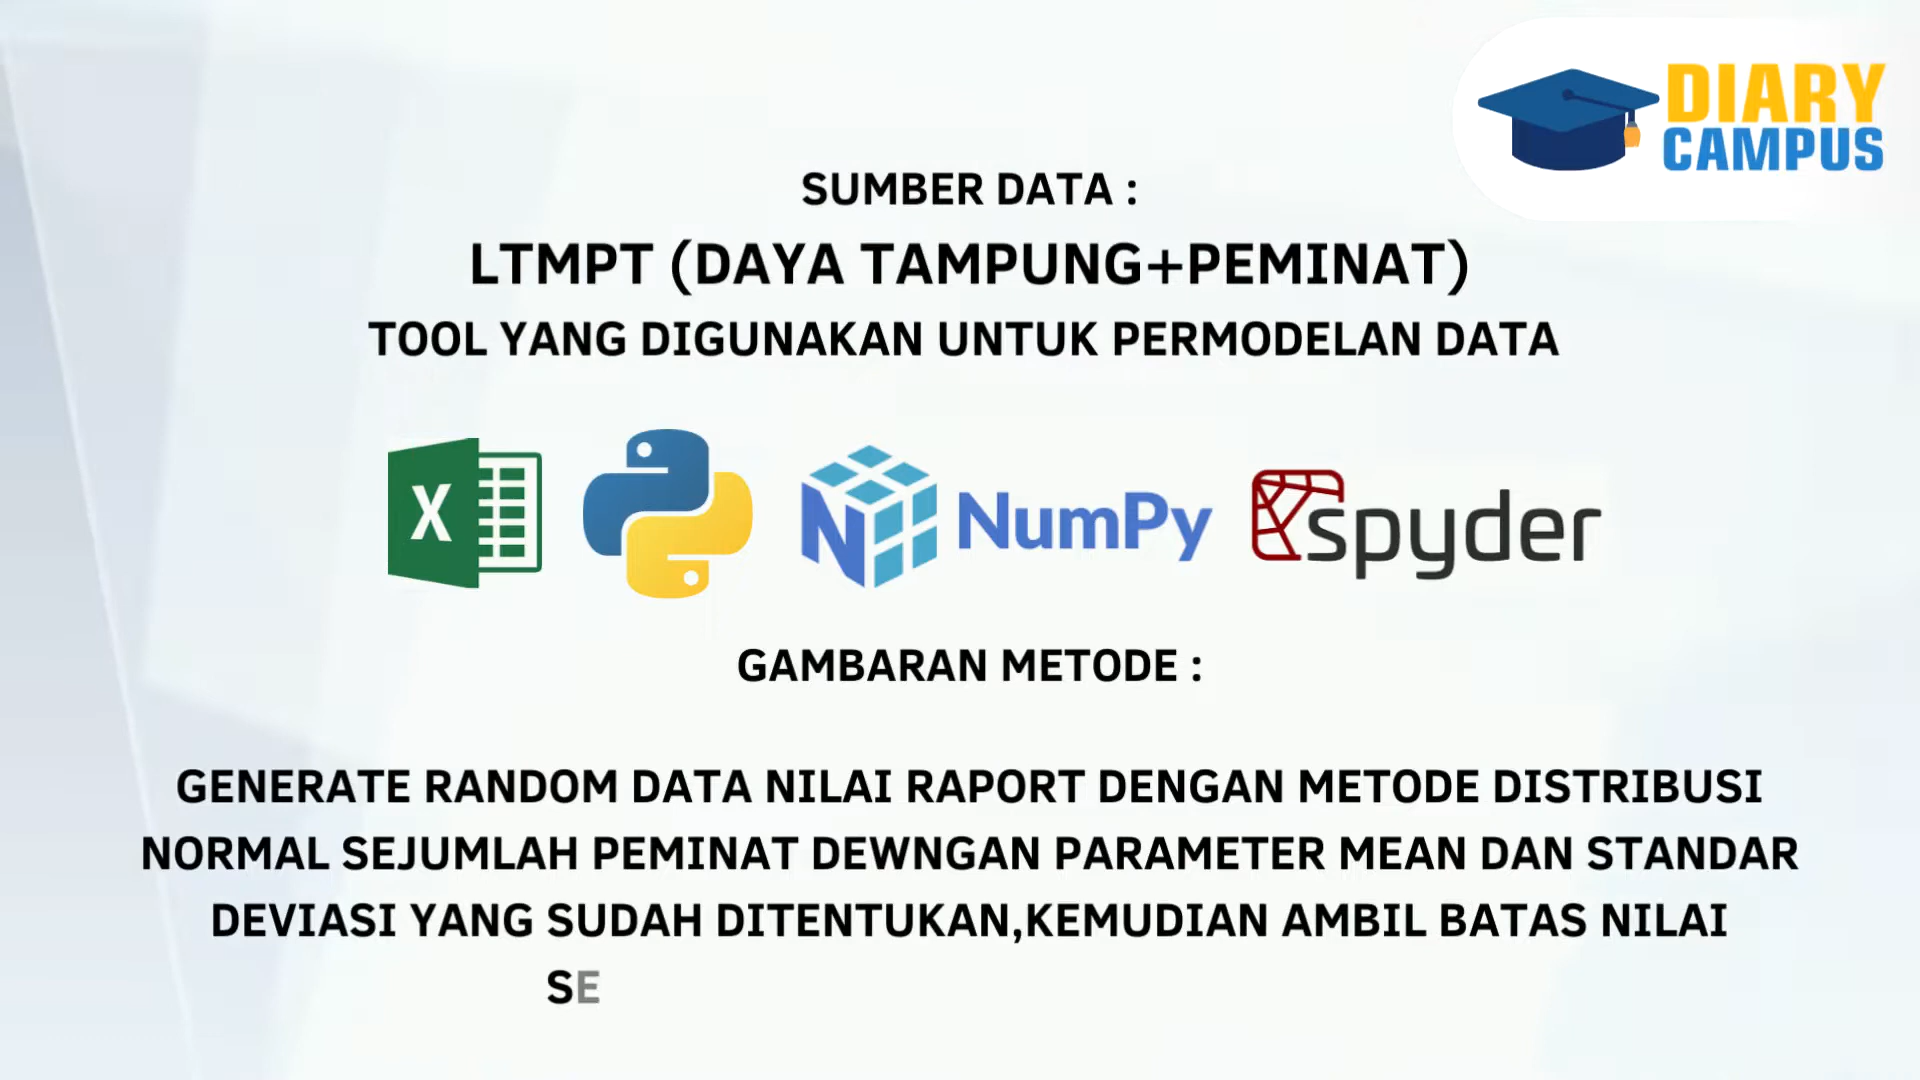 DIARY
CAMPUS
SUMBER DATA :
LTMPT (DAYA TAMPUNG+PEMINAT)
TOOL YANG DIGUNAKAN UNTUK PERMODELAN DATA
X
N NumPy
spyder
GAMBARAN METODE :
GENERATE RANDOM DATA NILAI RAPORT DENGAN METODE DISTRIBUSI
NORMAL SEJUMLAH PEMINAT DEWNGAN PARAMETER MEAN DAN STANDAR
DEVIASI YANG SUDAH DITENTUKAN,KEMUDIAN AMBIL BATAS NILAI
SE